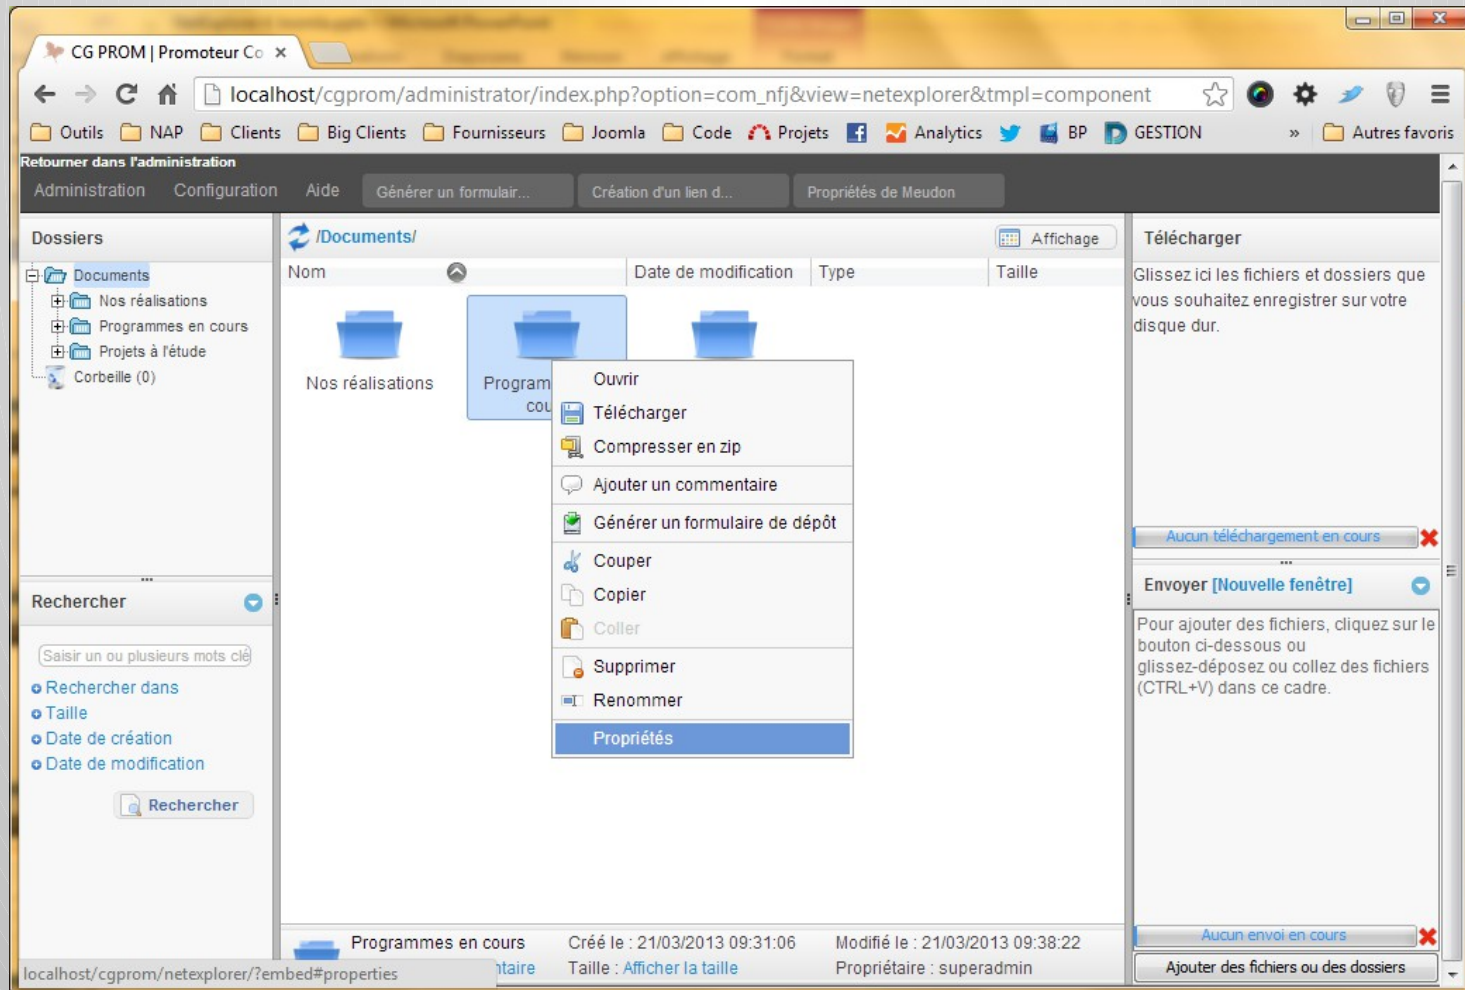 CG PROM | Promoteur Co
localhost/cgprom/administrator/index.php?option=com_nfj&view=netexplorer&tmpl=component
Outils NAP Clients Big Clients Fournisseurs Joomla Code Projets Analytics BP GESTION » Autres favoris
Retourner dans l'administration
Administration Configuration Aide Générer un formulair... Création d'un lien d... Propriétés de Meudon
Dossiers
Documents
Nos réalisations
Programmes en cours
Projets à l'étude
Corbeille (0)
Rechercher
Saisir un ou plusieurs mots clé
Rechercher dans
Taille
Date de création
Date de modification
Rechercher
/Documents/ Affichage
Nom Date de modification Type Taille
Nos réalisations
Program
cou
Ouvrir
Télécharger
Compresser en zip
Ajouter un commentaire
Générer un formulaire de dépôt
Couper
Copier
Coller
Supprimer
Renommer
Propriétés
Programmes en cours Créé le : 21/03/2013 09:31:06 Modifié le : 21/03/2013 09:38:22
ntaire Taille : Afficher la taille Propriétaire : superadmin
localhost/cgprom/netexplorer/?embed#properties
Télécharger
Glissez ici les fichiers et dossiers que
vous souhaitez enregistrer sur votre
disque dur.
Aucun téléchargement en cours
Envoyer [Nouvelle fenêtre]
Pour ajouter des fichiers, cliquez sur le
bouton ci-dessous ou
glissez-déposez ou collez des fichiers
(CTRL+V) dans ce cadre.
Aucun envoi en cours
Ajouter des fichiers ou des dossiers